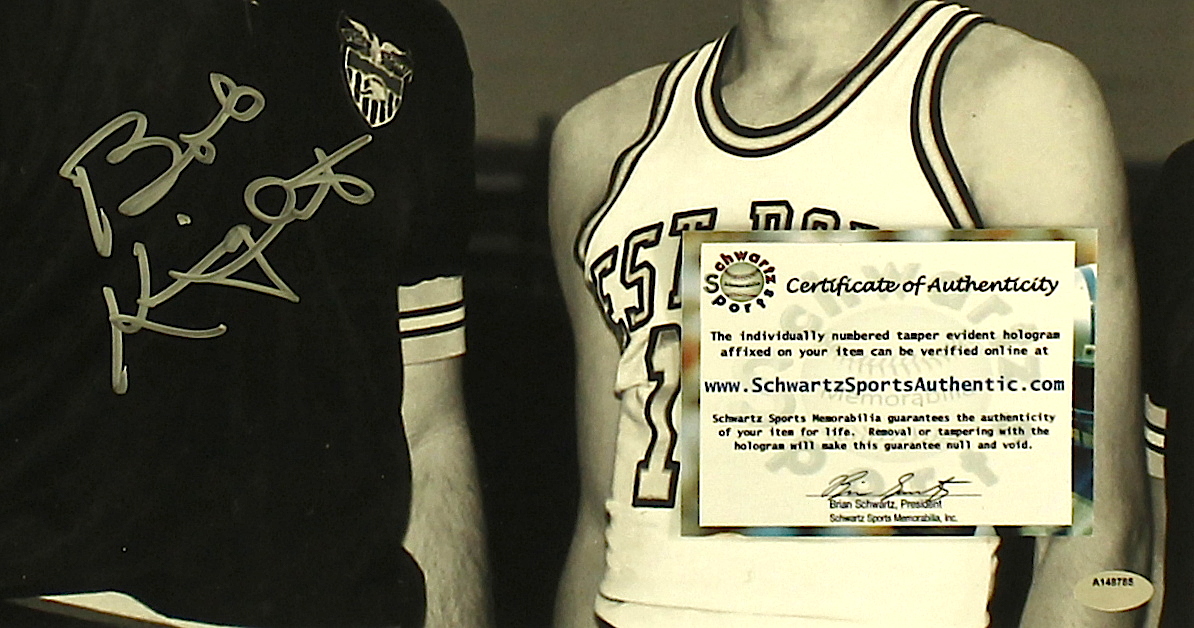 Bob
Knight
EST PO
1
Schwartz
Sports
Certificate of Authenticity
The individually numbered tamper evident hologram
affixed on your item can be verified online at
www.SchwartzSportsAuthentic.com
Schwartz Sports Memorabilia guarantees the authenticity
of your item for life. Removal or tampering with the
hologram will make this guarantee null and void.
Brian Schwartz, President
Schwartz Sports Memorabilia, Inc.
A148785